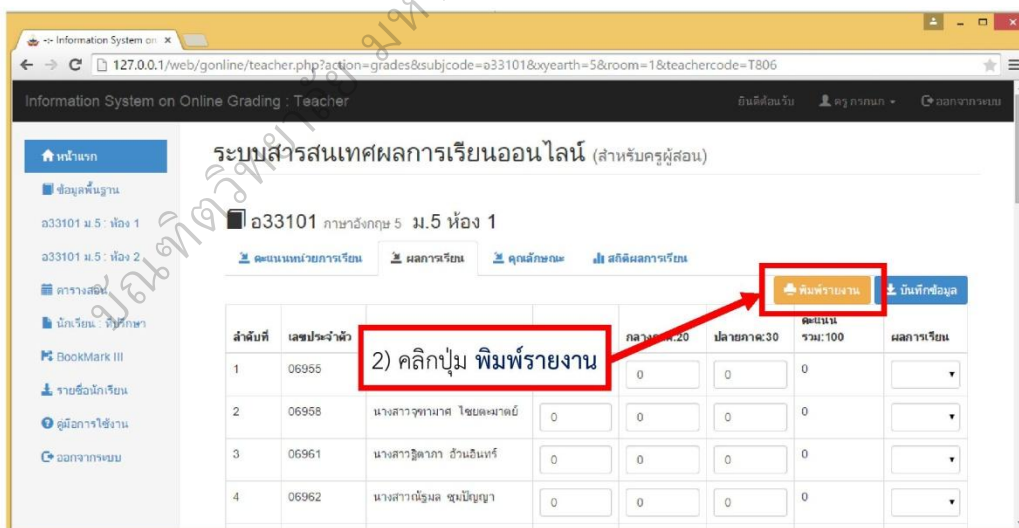 -:- Information System on
127.0.0.1/web/gonline/teacher.php?action=grades&subjcode=อ33101&xyearth=5&room=1&teachercode=T806
Information System on Online Grading : Teacher
ยินดีต้อนรับ ครู กรกนก ออกจากระบบ
หน้าแรก
ข้อมูลพื้นฐาน
อ33101 ม.5 : ห้อง 1
อ33101 ม.5 : ห้อง 2
ตารางสอน
นักเรียน : ที่ปรึกษา
BookMark III
รายชื่อนักเรียน
คู่มือการใช้งาน
ออกจากระบบ
ระบบสารสนเทศผลการเรียนออนไลน์ (สำหรับครูผู้สอน)
อ33101 ภาษาอังกฤษ 5 ม.5 ห้อง 1
คะแนนหน่วยการเรียน ผลการเรียน คุณลักษณะ สถิติผลการเรียน
พิมพ์รายงาน บันทึกข้อมูล
ลำดับที่ เลขประจำตัว กลางภาค:20 ปลายภาค:30 คะแนน
รวม:100 ผลการเรียน
2) คลิกปุ่ม พิมพ์รายงาน
1 06955 0 0 0
2 06958 นางสาวจุฑามาศ ไชยตะมาตย์ 0 0 0 0
3 06961 นางสาวฐิตาภา อ้วนอินทร์ 0 0 0 0
4 06962 นางสาวณัฐมล ชุมปัญญา 0 0 0 0
บัณฑิตวิทยาลัย